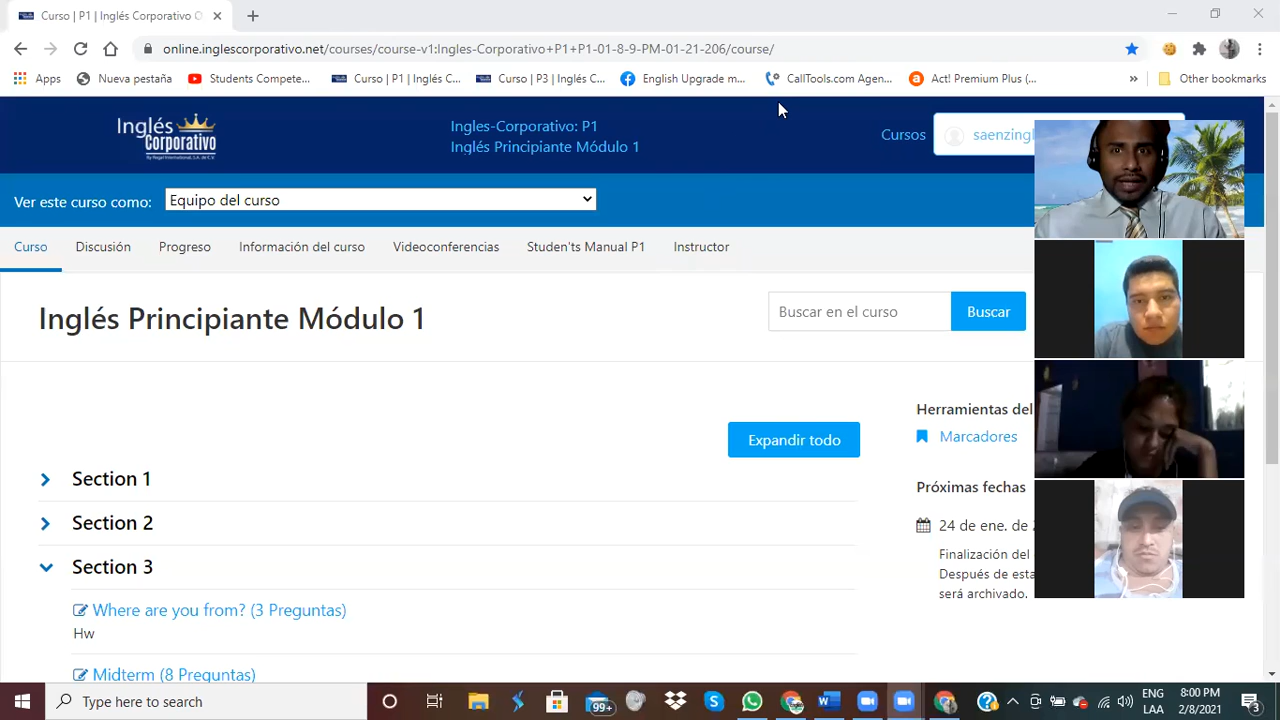 Curso | P1 | Inglés Corporativo
online.inglescorporativo.net/courses/course-v1:Ingles-Corporativo+P1+P1-01-8-9-PM-01-21-206/course/
Apps
Nueva pestaña
Students Compete...
Curso | P1 | Inglés C...
Curso | P3 | Inglés C...
English Upgrade m...
CallTools.com Agen...
Act! Premium Plus (...
»
Other bookmarks
Inglés
Corporativo
By Regal International, S.A. de C.V.
Ingles-Corporativo: P1
Inglés Principiante Módulo 1
Cursos
saenzingl
Ver este curso como:
Equipo del curso
Curso
Discusión
Progreso
Información del curso
Videoconferencias
Studen'ts Manual P1
Instructor
Inglés Principiante Módulo 1
Buscar en el curso
Buscar
Expandir todo
Section 1
Section 2
Section 3
Where are you from? (3 Preguntas)
Hw
Midterm (8 Preguntas)
Herramientas del
Marcadores
Próximas fechas
24 de ene. de
Finalización del
Después de esta
será archivado.
Type here to search
99+
ENG
LAA
8:00 PM
2/8/2021
3